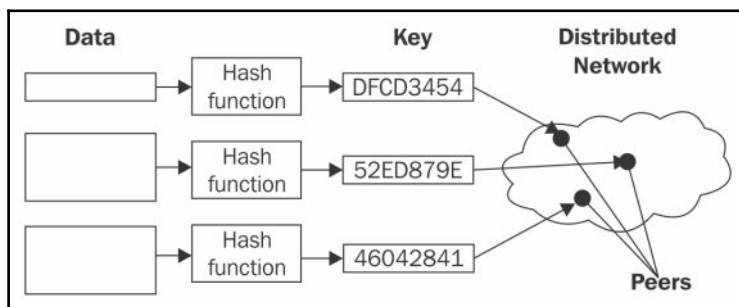 Data
Key
Distributed
Network
Hash
function
DFCD3454
Hash
function
52ED879E
Hash
function
46042841
Peers